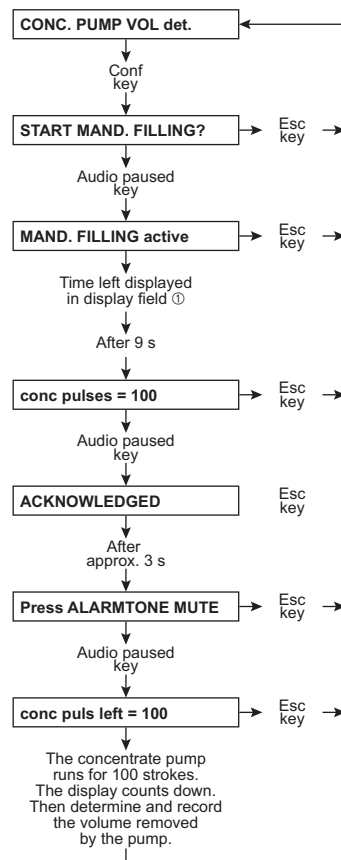 CONC. PUMP VOL det.
Conf
key
START MAND. FILLING?
Esc
key
Audio paused
key
MAND. FILLING active
Esc
key
Time left displayed
in display field ①
After 9 s
conc pulses = 100
Esc
key
Audio paused
key
ACKNOWLEDGED
Esc
key
After
approx. 3 s
Press ALARMTONE MUTE
Esc
key
Audio paused
key
conc puls left = 100
Esc
key
The concentrate pump
runs for 100 strokes.
The display counts down.
Then determine and record
the volume removed
by the pump.